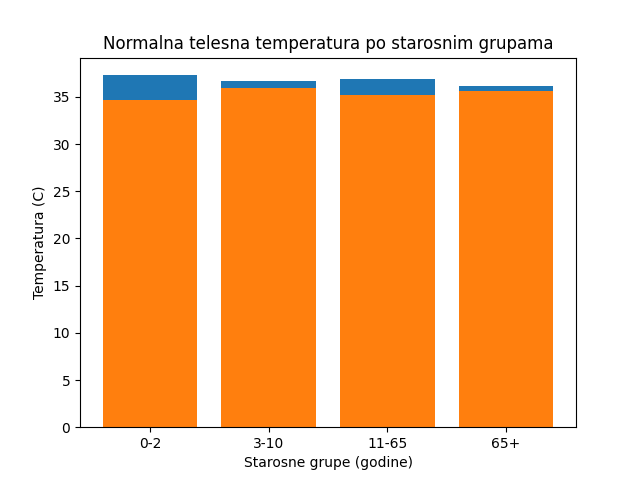 Normalna telesna temperatura po starosnim grupama
Temperatura (C)
35
30
25
20
15
10
5
0
0-2 3-10 11-65 65+
Starosne grupe (godine)